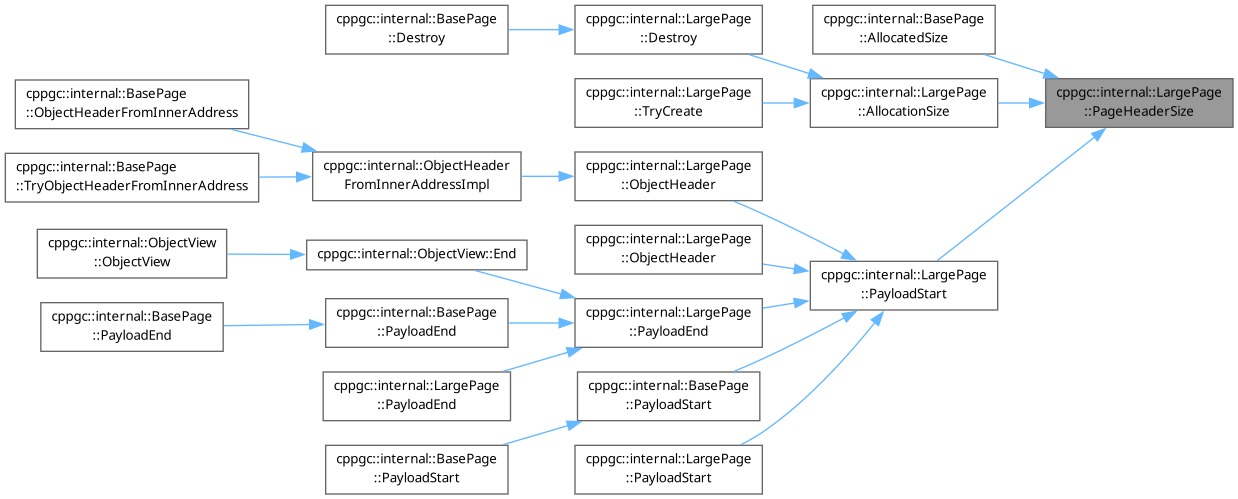 cppgc::internal::BasePage
::Destroy
cppgc::internal::LargePage
::Destroy
cppgc::internal::BasePage
::AllocatedSize
cppgc::internal::BasePage
::ObjectHeaderFromInnerAddress
cppgc::internal::LargePage
::TryCreate
cppgc::internal::LargePage
::AllocationSize
cppgc::internal::LargePage
::PageHeaderSize
cppgc::internal::BasePage
::TryObjectHeaderFromInnerAddress
cppgc::internal::ObjectHeader
FromInnerAddressImpl
cppgc::internal::LargePage
::ObjectHeader
cppgc::internal::ObjectView
::ObjectView
cppgc::internal::ObjectView::End
cppgc::internal::LargePage
::ObjectHeader
cppgc::internal::LargePage
::PayloadStart
cppgc::internal::BasePage
::PayloadEnd
cppgc::internal::BasePage
::PayloadEnd
cppgc::internal::LargePage
::PayloadEnd
cppgc::internal::LargePage
::PayloadEnd
cppgc::internal::BasePage
::PayloadStart
cppgc::internal::BasePage
::PayloadStart
cppgc::internal::LargePage
::PayloadStart